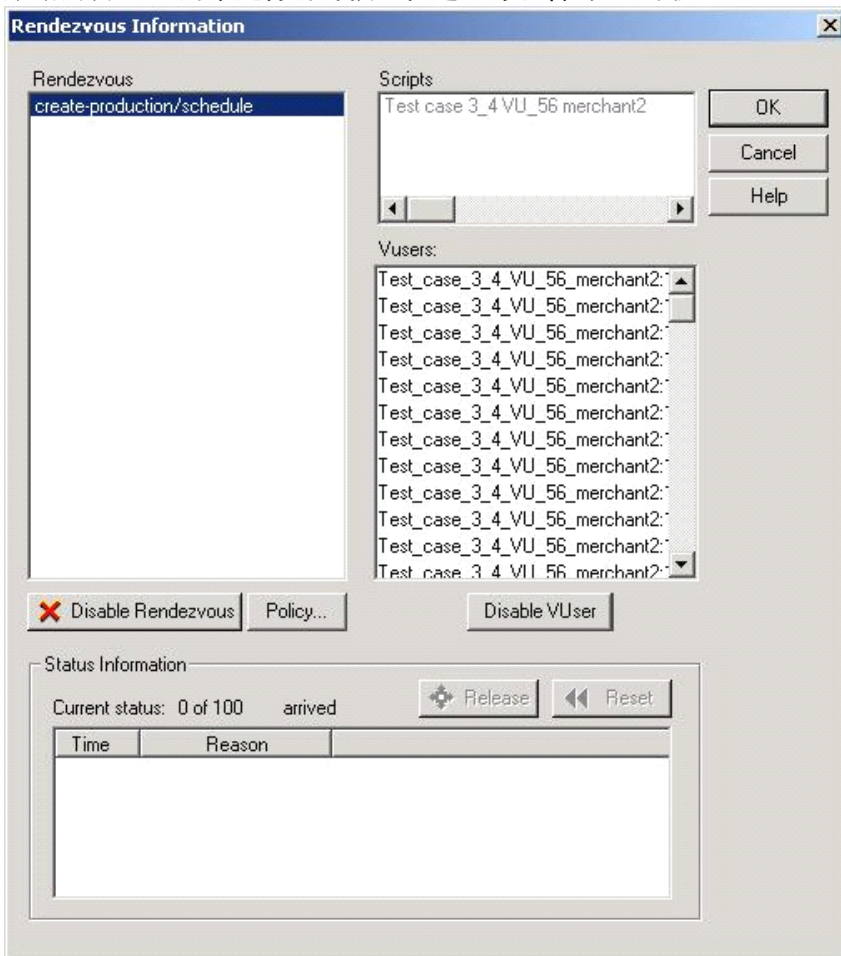 Rendezvous Information
Rendezvous
create-production/schedule
Scripts
Test case 3_4 VU_56 merchant2
OK
Cancel
Help
Vusers:
Test_case_3_4_VU_56_merchant2:
Test_case_3_4_VU_56_merchant2:
Test_case_3_4_VU_56_merchant2:
Test_case_3_4_VU_56_merchant2:
Test_case_3_4_VU_56_merchant2:
Test_case_3_4_VU_56_merchant2:
Test_case_3_4_VU_56_merchant2:
Test_case_3_4_VU_56_merchant2:
Test_case_3_4_VU_56_merchant2:
Test_case_3_4_VU_56_merchant2:
Test_case_3_4_VU_56_merchant2:
Test_case_3_4_VU_56_merchant2:
Disable Rendezvous
Policy...
Disable VUser
Status Information
Current status: 0 of 100 arrived
Release
Reset
Time
Reason